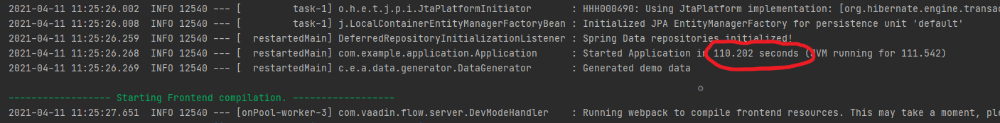 2021-04-11 11:25:26.002  INFO 12540 --- [         task-1] o.h.e.t.j.p.i.JtaPlatformInitiator       : HHH000490: Using JtaPlatform implementation: [org.hibernate.engine.transac
2021-04-11 11:25:26.008  INFO 12540 --- [         task-1] j.LocalContainerEntityManagerFactoryBean : Initialized JPA EntityManagerFactory for persistence unit 'default'
2021-04-11 11:25:26.259  INFO 12540 --- [  restartedMain] DeferredRepositoryInitializationListener : Spring Data repositories initialized!
2021-04-11 11:25:26.268  INFO 12540 --- [  restartedMain] com.example.application.Application      : Started Application in 110.202 seconds (JVM running for 111.542)
2021-04-11 11:25:26.269  INFO 12540 --- [  restartedMain] c.e.a.data.generator.DataGenerator       : Generated demo data
------------------ Starting Frontend compilation. ------------------
2021-04-11 11:25:27.651  INFO 12540 --- [onPool-worker-3] com.vaadin.flow.server.DevModeHandler    : Running webpack to compile frontend resources. This may take a moment, ple